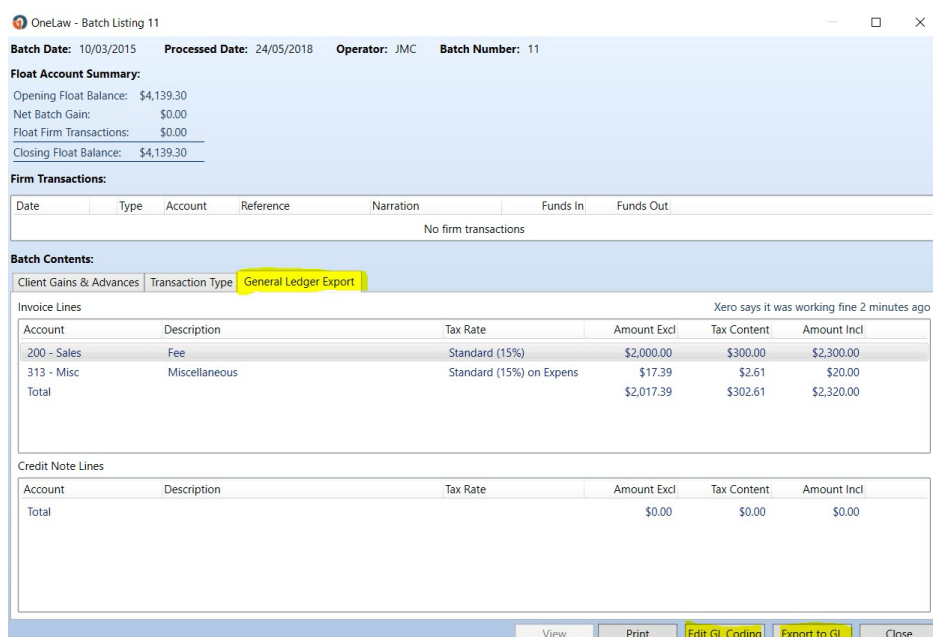 OneLaw - Batch Listing 11
Batch Date: 10/03/2015 Processed Date: 24/05/2018 Operator: JMC Batch Number: 11
Float Account Summary:
Opening Float Balance: $4,139.30
Net Batch Gain: $0.00
Float Firm Transactions: $0.00
Closing Float Balance: $4,139.30
Firm Transactions:
Date Type Account Reference Narration Funds In Funds Out
No firm transactions
Batch Contents:
Client Gains & Advances Transaction Type General Ledger Export
Invoice Lines Xero says it was working fine 2 minutes ago
Account Description Tax Rate Amount Excl Tax Content Amount Incl
200 - Sales Fee Standard (15%) $2,000.00 $300.00 $2,300.00
313 - Misc Miscellaneous Standard (15%) on Expens $17.39 $2.61 $20.00
Total $2,017.39 $302.61 $2,320.00
Credit Note Lines
Account Description Tax Rate Amount Excl Tax Content Amount Incl
Total $0.00 $0.00 $0.00
View Print Edit GL Coding Export to GL Close